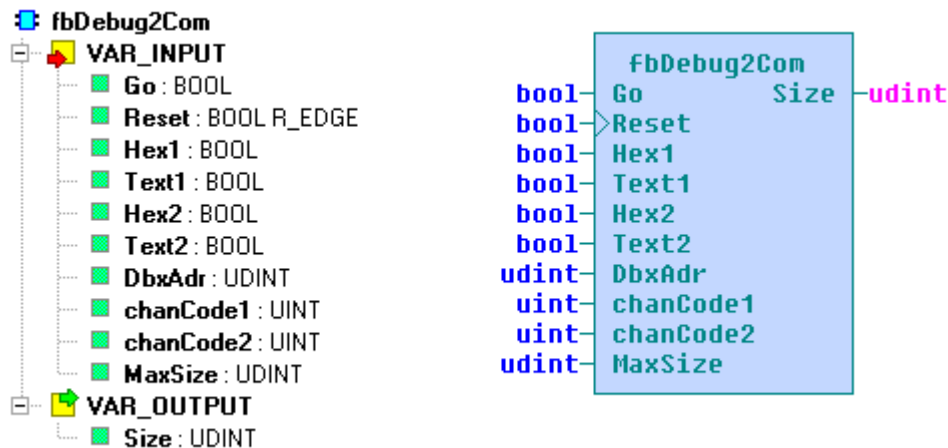 fbDebug2Com
VAR_INPUT
Go : BOOL
Reset : BOOL R_EDGE
Hex1 : BOOL
Text1 : BOOL
Hex2 : BOOL
Text2 : BOOL
DbxAdr : UDINT
chanCode1 : UINT
chanCode2 : UINT
MaxSize : UDINT
VAR_OUTPUT
Size : UDINT
fbDebug2Com
bool Go Size udint
bool Reset
bool Hex1
bool Text1
bool Hex2
bool Text2
udint DbxAdr
uint chanCode1
uint chanCode2
udint MaxSize